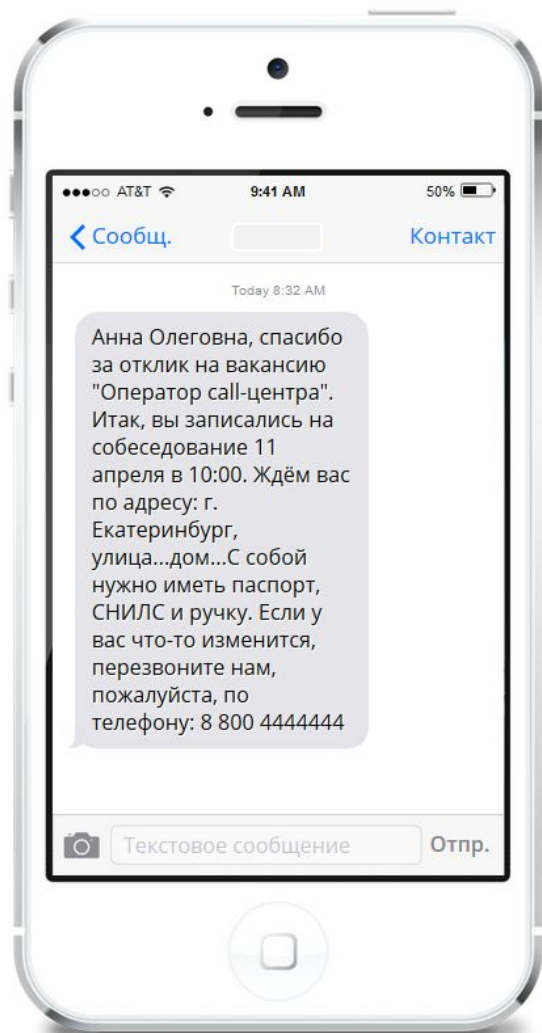 AT&T 9:41 AM 50%
Сообщ. Контакт
Today 8:32 AM
Анна Олеговна, спасибо
за отклик на вакансию
"Оператор call-центра".
Итак, вы записались на
собеседование 11
апреля в 10:00. Ждём вас
по адресу: г.
Екатеринбург,
улица...дом...С собой
нужно иметь паспорт,
СНИЛС и ручку. Если у
вас что-то изменится,
перезвоните нам,
пожалуйста, по
телефону: 8 800 4444444
Текстовое сообщение Отпр.